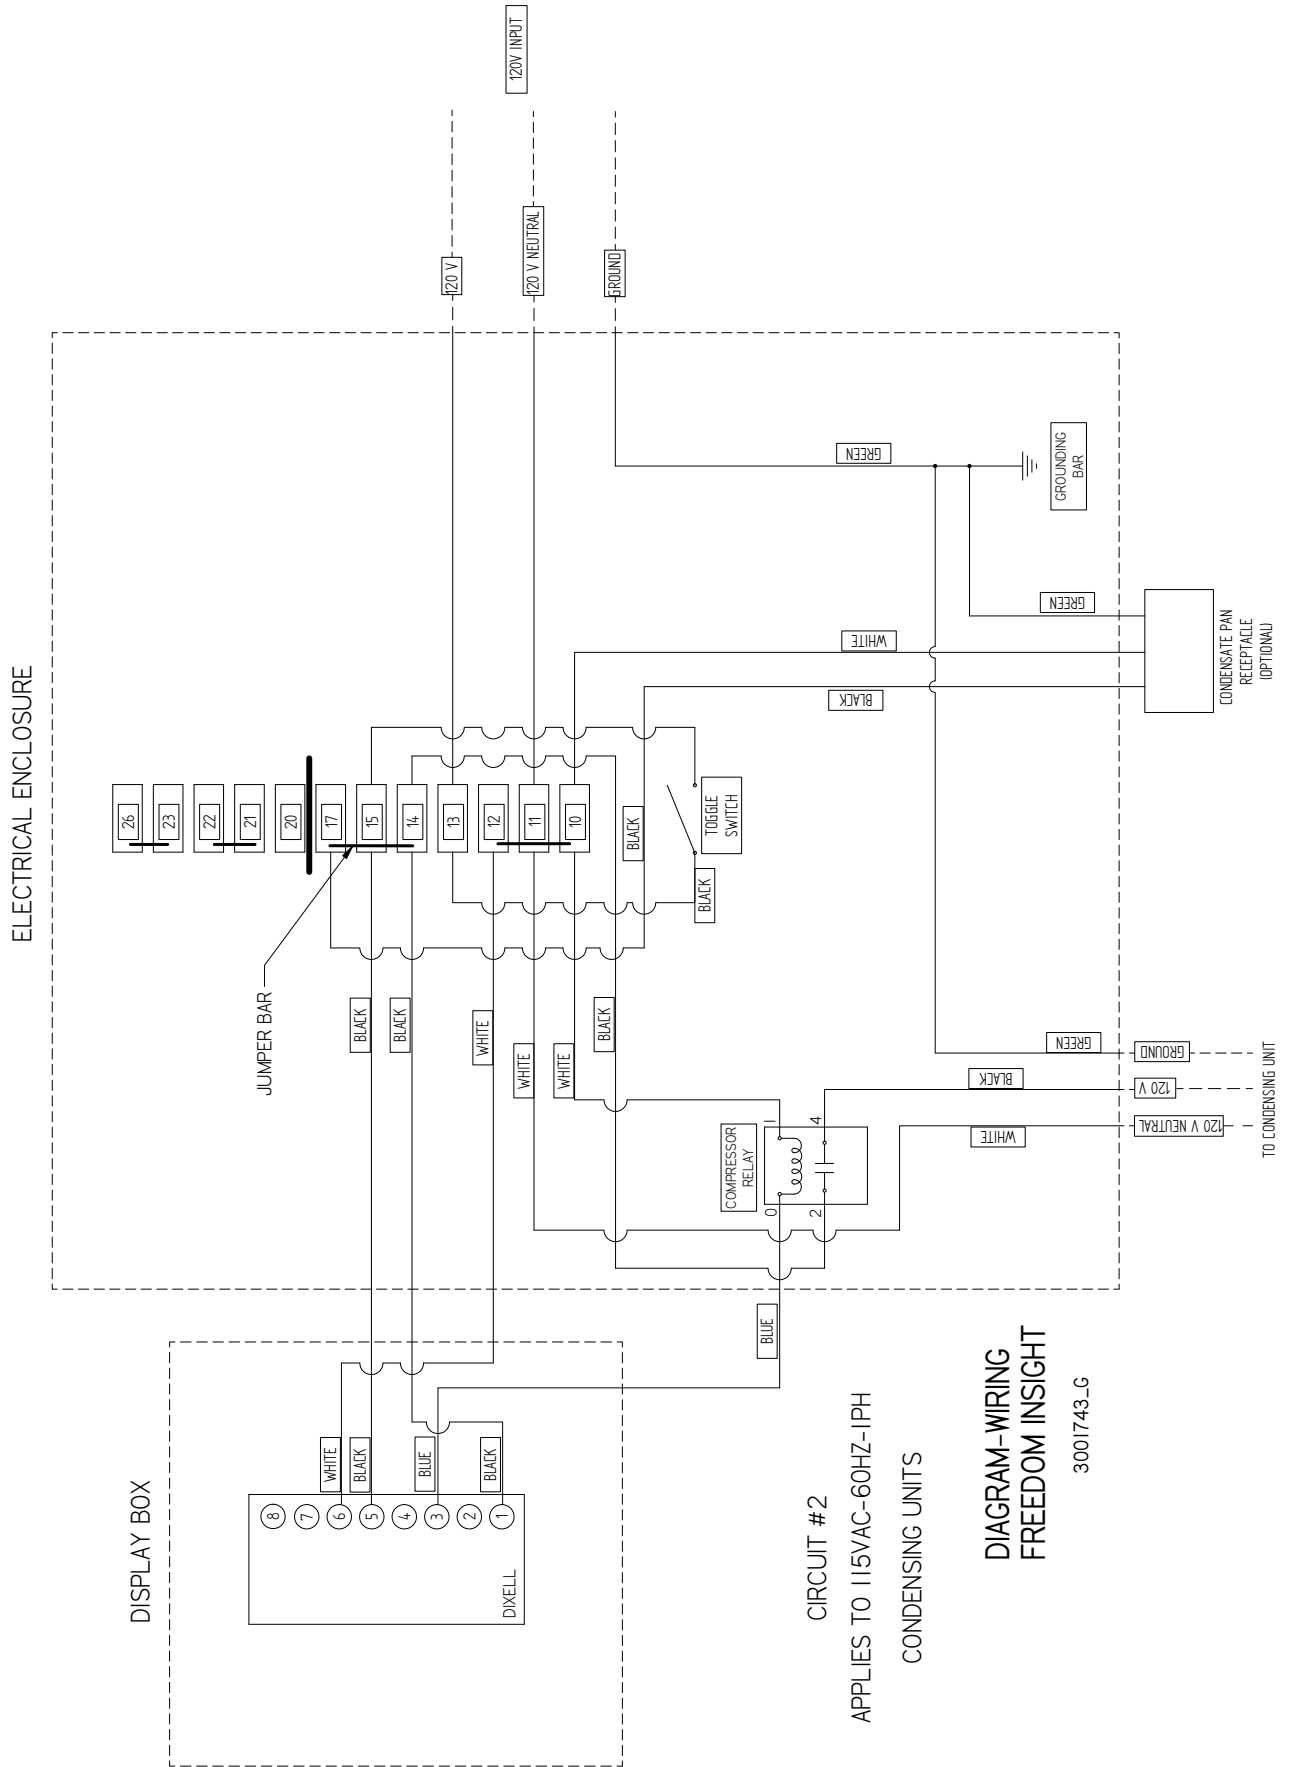 ELECTRICAL ENCLOSURE
120V INPUT
120 V
120 V NEUTRAL
GROUND
26
23
22
21
20
17
15
14
13
12
11
10
JUMPER BAR
BLACK
TOGGLE
SWITCH
BLACK
GREEN
GROUNDING
BAR
WHITE
BLACK
GREEN
CONDENSATE PAN
RECEPTACLE
(OPTIONAL)
BLACK
BLACK
WHITE
WHITE
WHITE
BLACK
GREEN
BLACK
WHITE
GROUND
120 V
120 V NEUTRAL
TO CONDENSING UNIT
COMPRESSOR
RELAY
0
1
2
4
BLUE
DISPLAY BOX
WHITE
BLACK
BLUE
BLACK
8
7
6
5
4
3
2
1
DIXELL
CIRCUIT #2
APPLIES TO 115VAC-60HZ-1PH
CONDENSING UNITS
DIAGRAM-WIRING
FREEDOM INSIGHT
3001743_G